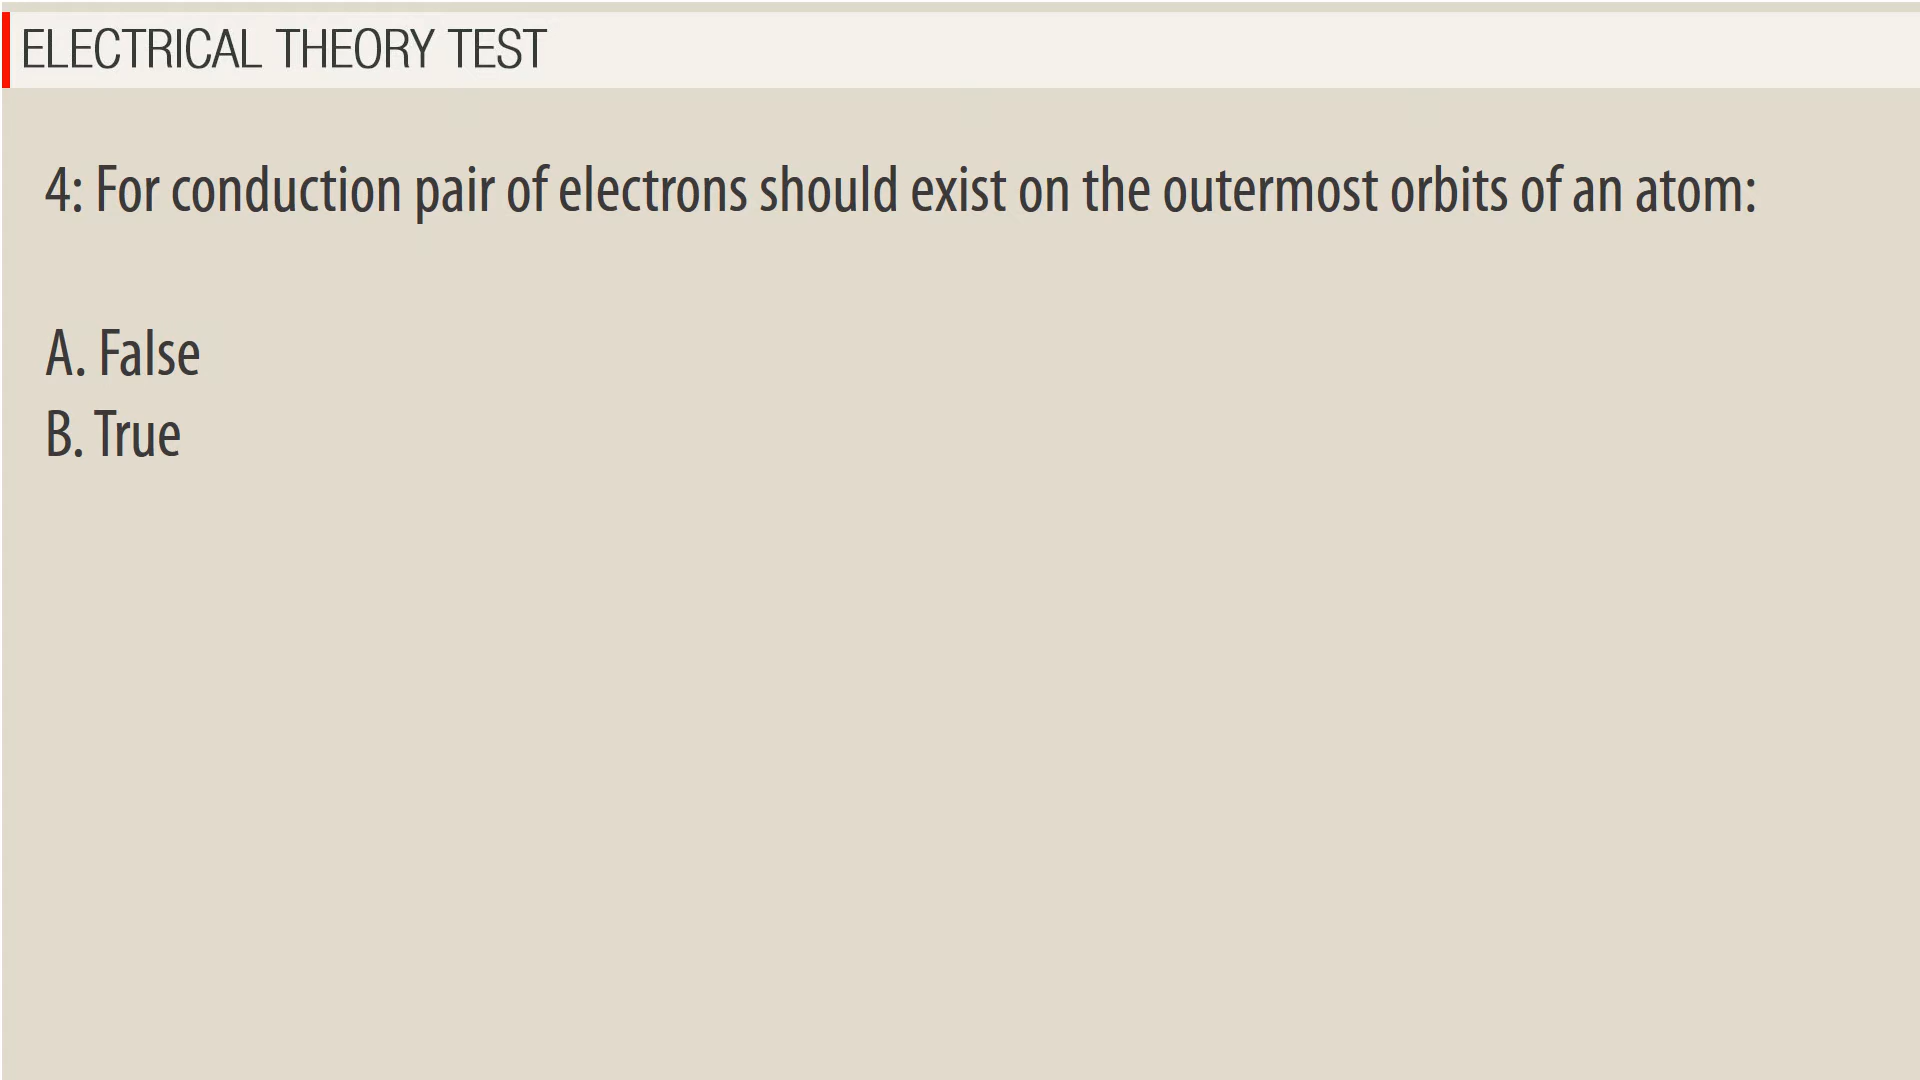 ELECTRICAL THEORY TEST
4: For conduction pair of electrons should exist on the outermost orbits of an atom:
A. False
B. True